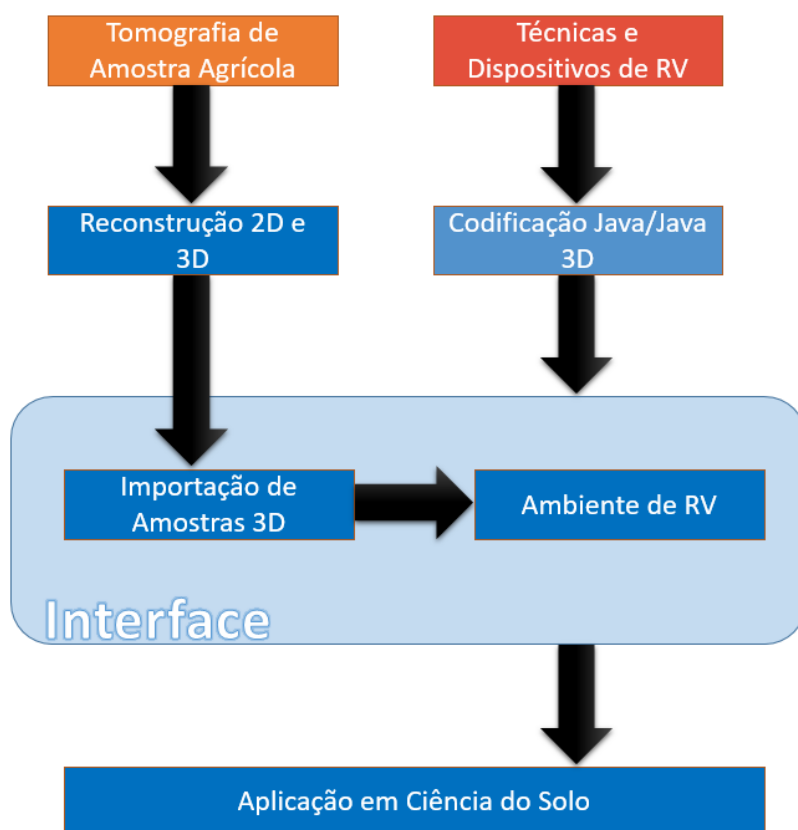 Tomografia de
Amostra Agrícola
Técnicas e
Dispositivos de RV
Reconstrução 2D e
3D
Codificação Java/Java
3D
Importação de
Amostras 3D
Ambiente de RV
Interface
Aplicação em Ciência do Solo